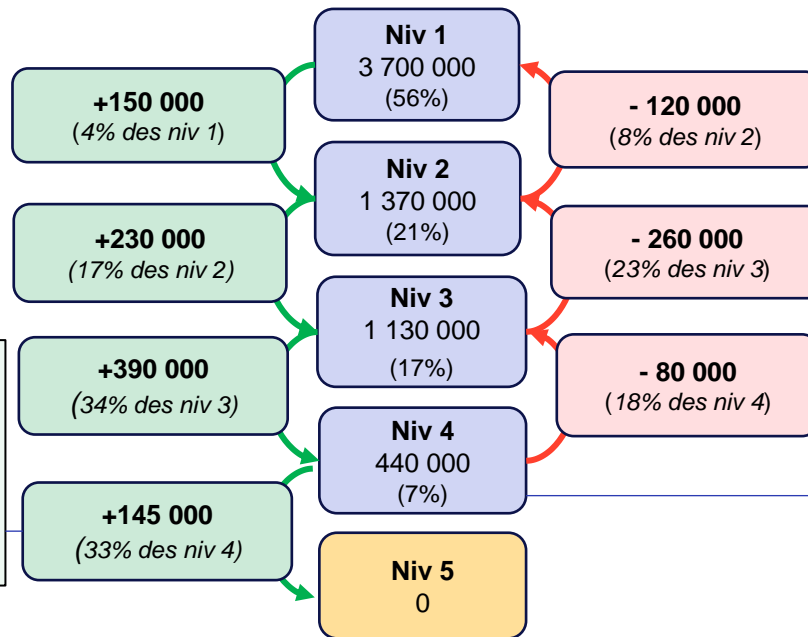 Niv 1
3 700 000
(56%)
+150 000
(4% des niv 1)
- 120 000
(8% des niv 2)
Niv 2
1 370 000
(21%)
+230 000
(17% des niv 2)
- 260 000
(23% des niv 3)
Niv 3
1 130 000
(17%)
+390 000
(34% des niv 3)
- 80 000
(18% des niv 4)
Niv 4
440 000
(7%)
+145 000
(33% des niv 4)
Niv 5
0